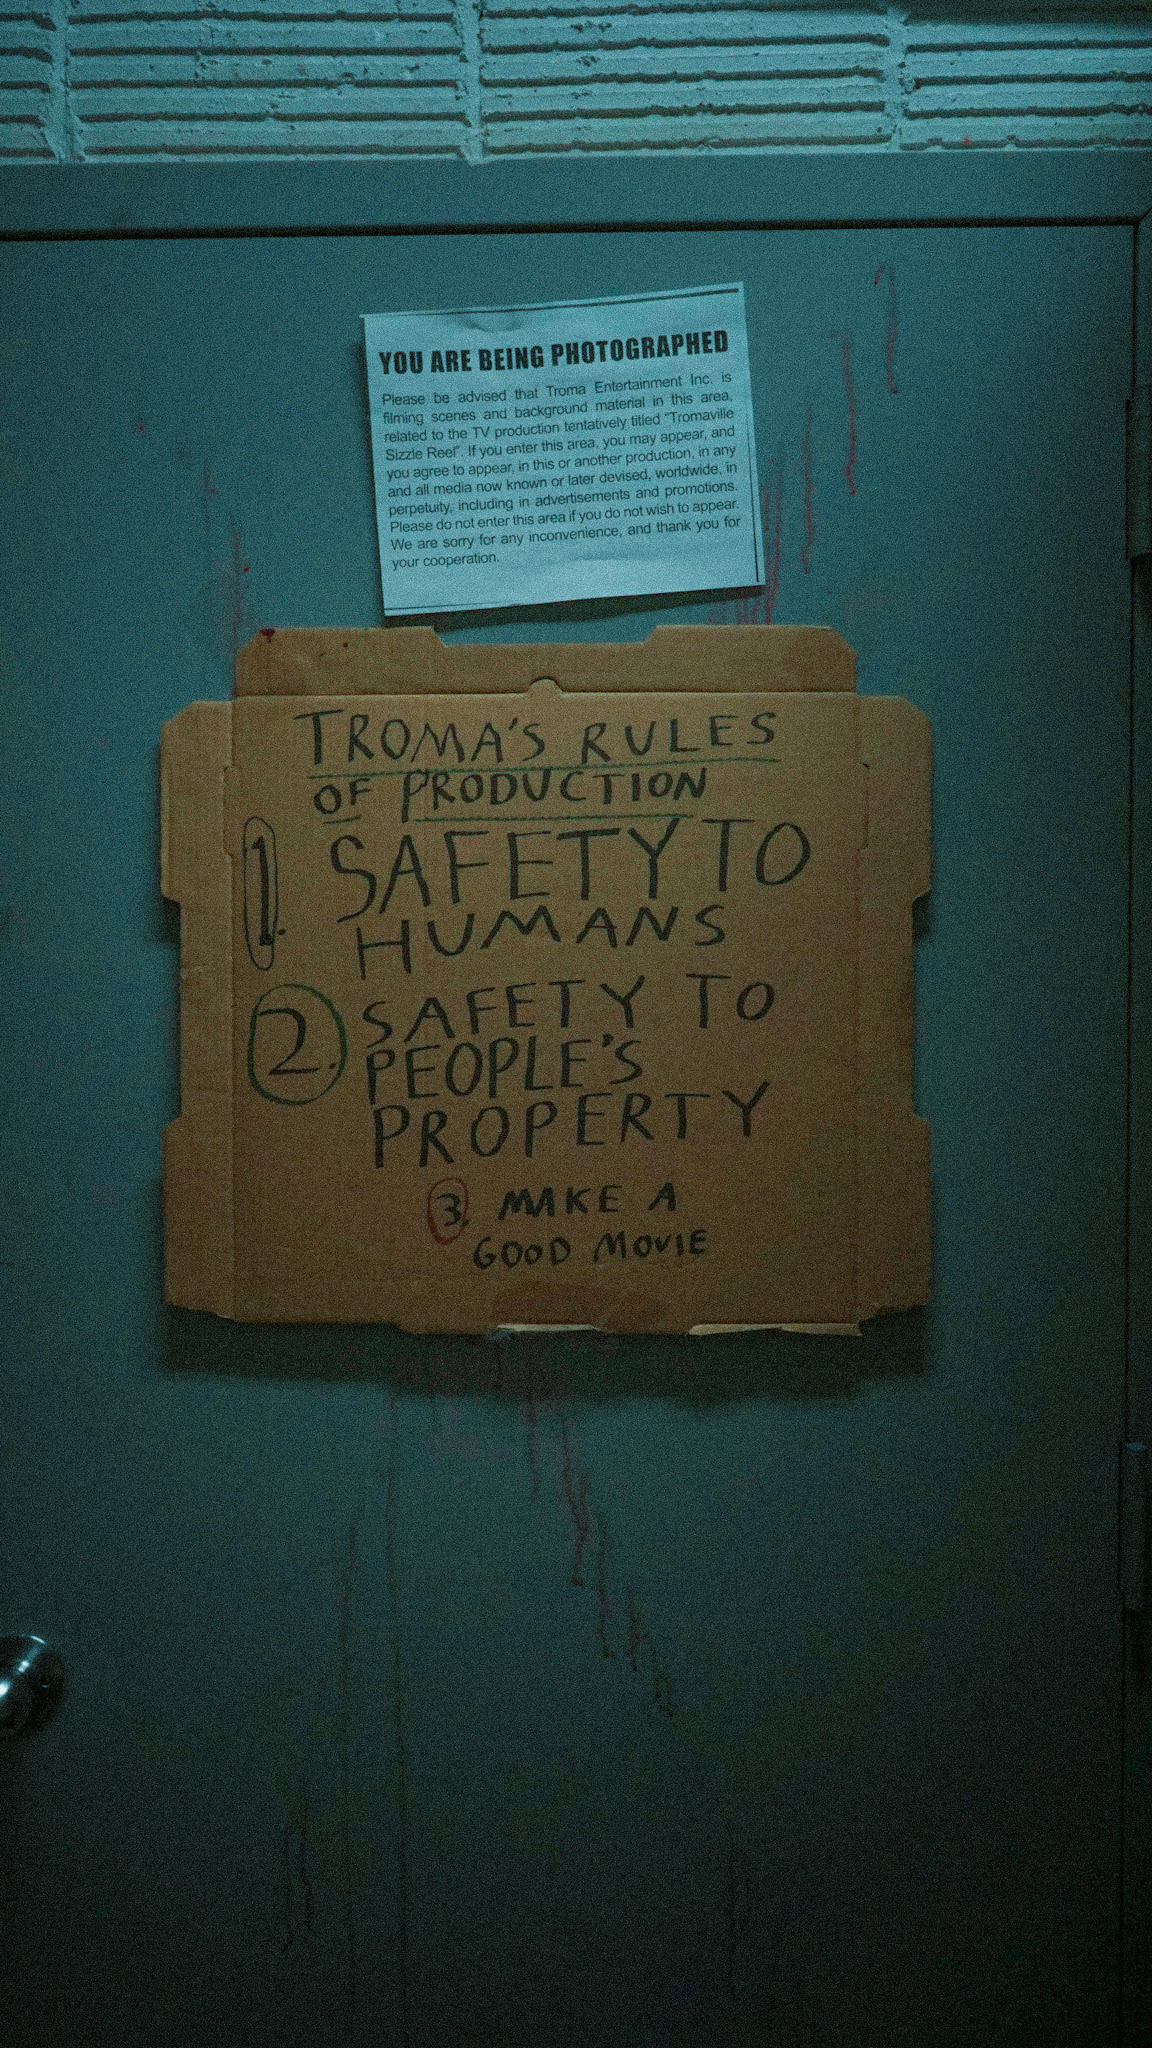 YOU ARE BEING PHOTOGRAPHED
Please be advised that Troma Entertainment Inc. is
filming scenes and background material in this area,
related to the TV production tentatively titled "Tromaville
Sizzle Reel". If you enter this area, you may appear, and
you agree to appear, in this or another production, in any
and all media now known or later devised, worldwide, in
perpetuity, including in advertisements and promotions.
Please do not enter this area if you do not wish to appear.
We are sorry for any inconvenience, and thank you for
your cooperation.
TROMA'S RULES
OF PRODUCTION
1. SAFETY TO
HUMANS
2. SAFETY TO
PEOPLE'S
PROPERTY
3. MAKE A
GOOD MOVIE